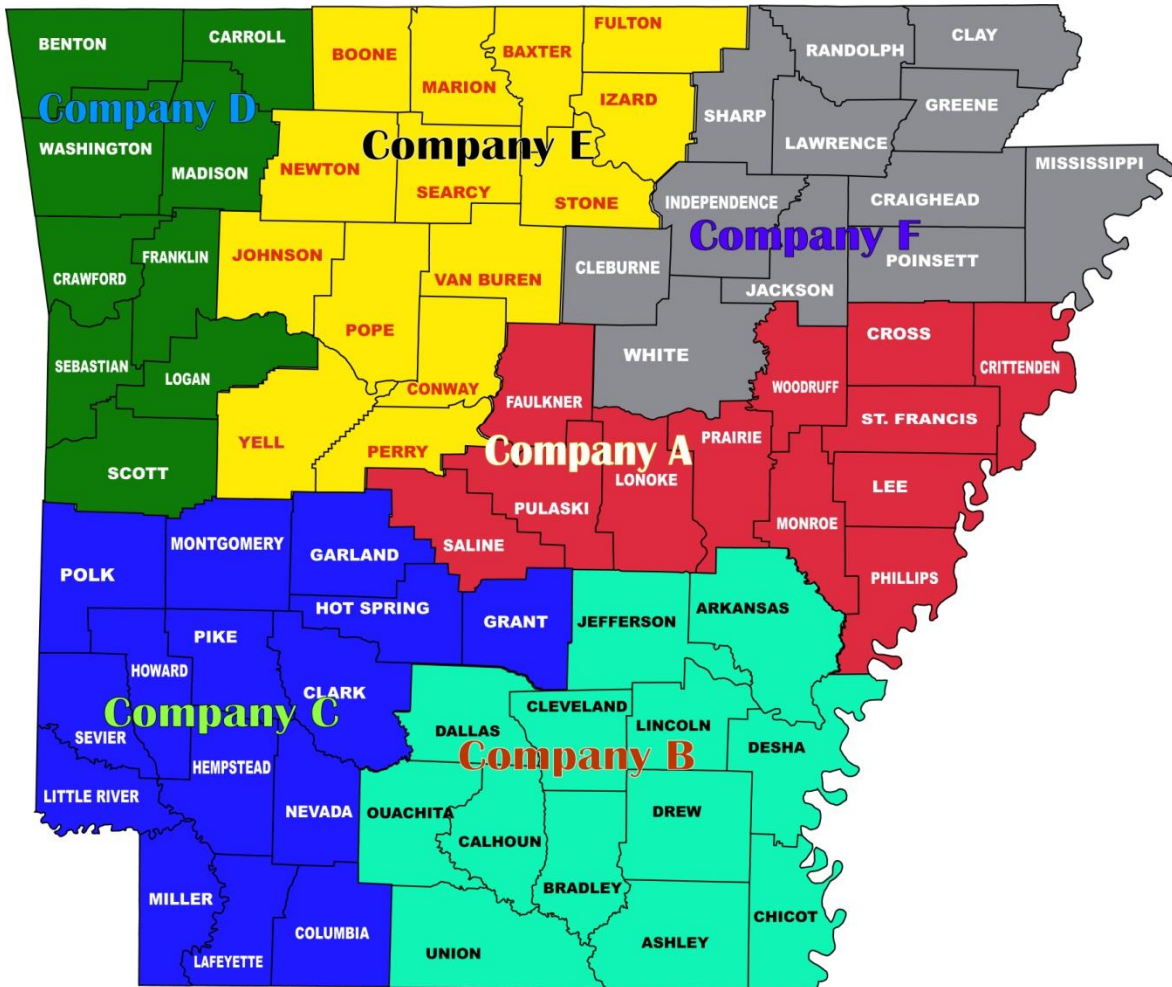 BENTON
CARROLL
BOONE
MARION
BAXTER
FULTON
IZARD
RANDOLPH
CLAY
SHARP
GREENE
LAWRENCE
MISSISSIPPI
Company D
WASHINGTON
MADISON
Company E
NEWTON
SEARCY
STONE
INDEPENDENCE
CRAIGHEAD
Company F
CRAWFORD
FRANKLIN
JOHNSON
VAN BUREN
CLEBURNE
JACKSON
POINSETT
SEBASTIAN
LOGAN
POPE
CONWAY
WHITE
WOODRUFF
CROSS
CRITTENDEN
FAULKNER
ST. FRANCIS
SCOTT
YELL
PERRY
Company A
PRAIRIE
LONOKE
LEE
PULASKI
SALINE
MONROE
PHILLIPS
POLK
MONTGOMERY
GARLAND
HOT SPRING
GRANT
JEFFERSON
ARKANSAS
PIKE
HOWARD
CLARK
Company C
SEVIER
HEMPSTEAD
LITTLE RIVER
NEVADA
DALLAS
CLEVELAND
LINCOLN
DESHA
Company B
OUACHITA
CALHOUN
DREW
BRADLEY
MILLER
LAFEYETTE
COLUMBIA
UNION
ASHLEY
CHICOT